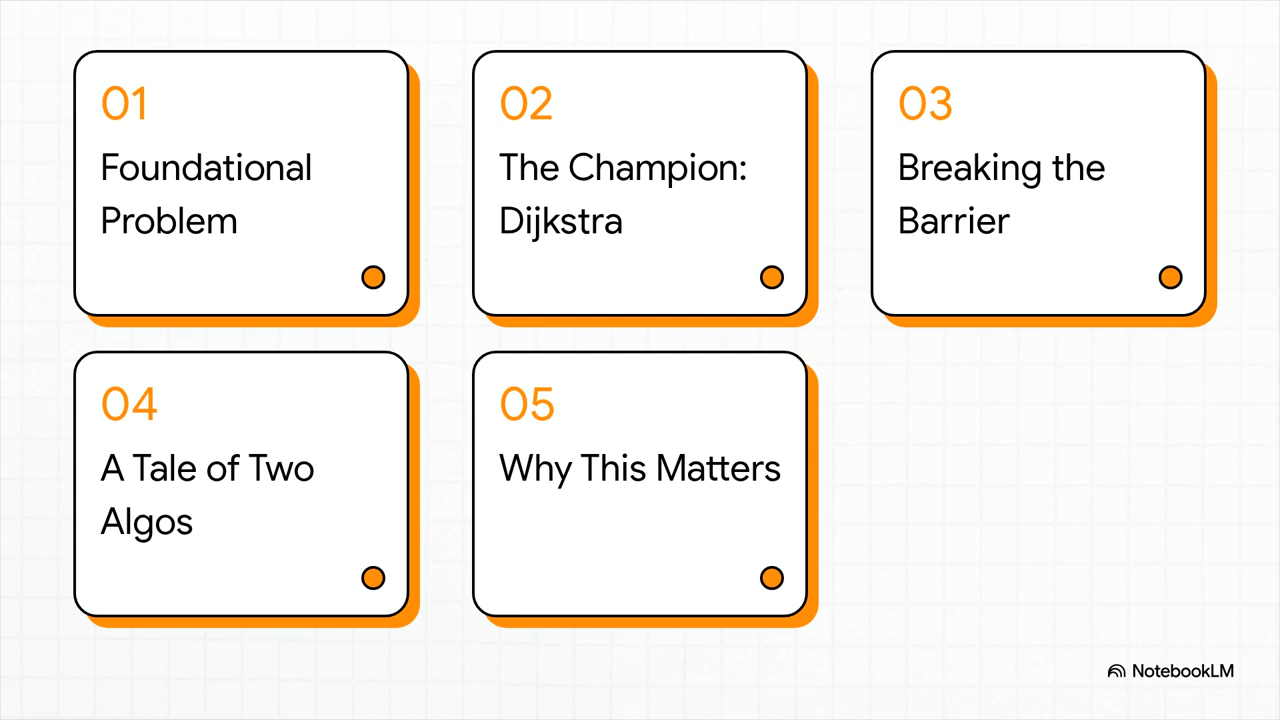 01
Foundational
Problem
02
The Champion:
Dijkstra
03
Breaking the
Barrier
04
A Tale of Two
Algos
05
Why This Matters
NotebookLM